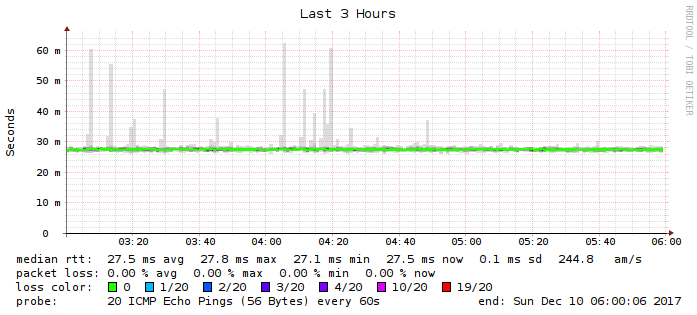 Last 3 Hours
RRDTOOL / TOBI OETIKER
Seconds
60 m
50 m
40 m
30 m
20 m
10 m
0
03:20 03:40 04:00 04:20 04:40 05:00 05:20 05:40 06:00
median rtt: 27.5 ms avg 27.8 ms max 27.1 ms min 27.5 ms now 0.1 ms sd 244.8 am/s
packet loss: 0.00 % avg 0.00 % max 0.00 % min 0.00 % now
loss color: 0 1/20 2/20 3/20 4/20 10/20 19/20
probe: 20 ICMP Echo Pings (56 Bytes) every 60s end: Sun Dec 10 06:00:06 2017